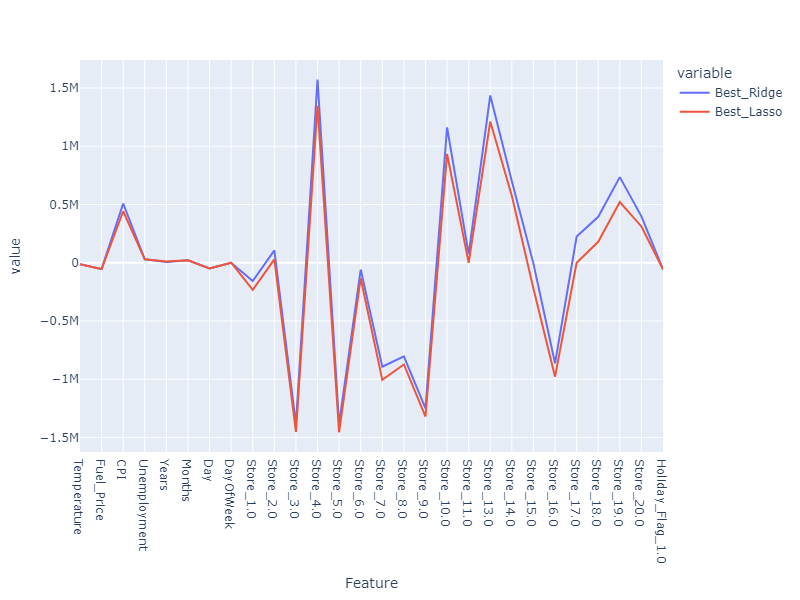 variable
Best_Ridge
Best_Lasso
value
1.5M
1M
0.5M
0
−0.5M
−1M
−1.5M
Temperature
Fuel_Price
CPI
Unemployment
Years
Months
Day
DayOfWeek
Store_1.0
Store_2.0
Store_3.0
Store_4.0
Store_5.0
Store_6.0
Store_7.0
Store_8.0
Store_9.0
Store_10.0
Store_11.0
Store_13.0
Store_14.0
Store_15.0
Store_16.0
Store_17.0
Store_18.0
Store_19.0
Store_20.0
Holiday_Flag_1.0
Feature